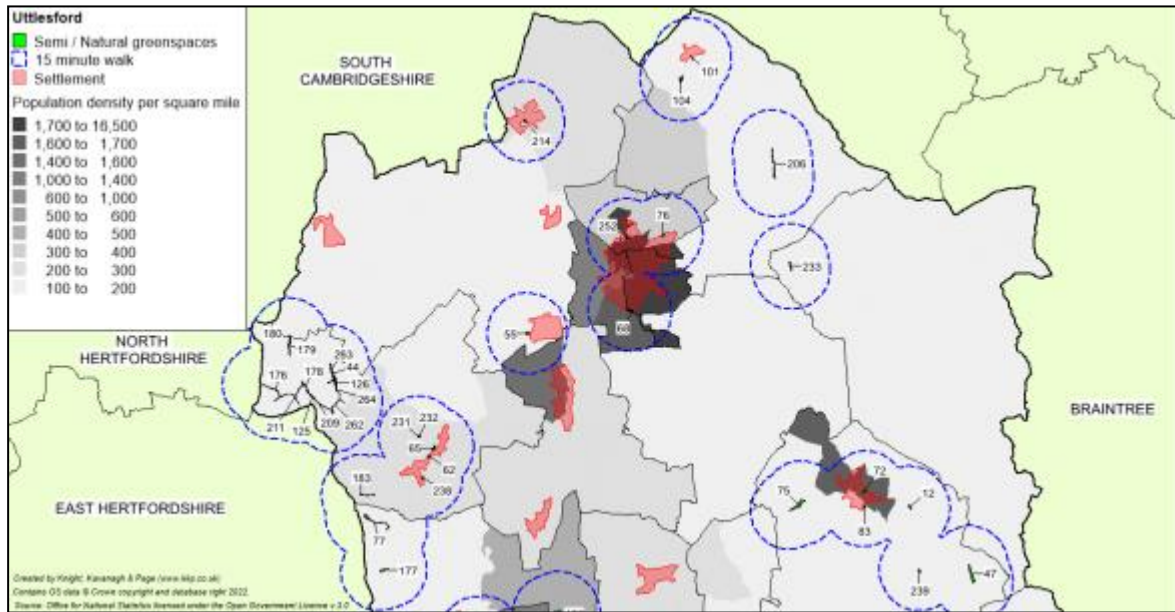 Uttlesford
Semi / Natural greenspaces
15 minute walk
Settlement
Population density per square mile
1,700 to 16,500
1,600 to 1,700
1,400 to 1,600
1,000 to 1,400
600 to 1,000
500 to 600
400 to 500
300 to 400
200 to 300
100 to 200
SOUTH
CAMBRIDGESHIRE
101
104
214
206
76
252
233
68
55
NORTH
HERTFORDSHIRE
180
179
263
44
176
178
126
264
211
125
209
262
BRAINTREE
231
232
65
62
238
183
EAST HERTFORDSHIRE
72
75
12
83
77
177
239
47
Created by Knight, Kavanagh & Page (www.kkp.co.uk)
Contains OS data © Crown copyright and database right 2022.
Source: Office for National Statistics licensed under the Open Government Licence v.3.0